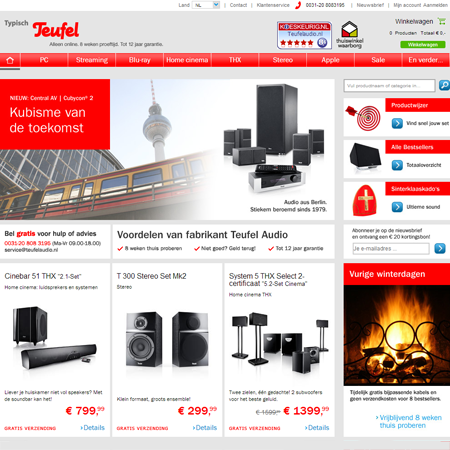 Land NL Contact Klantenservice 0031-20 8083195 Nieuwsbrief Mijn account Aanmelden
Typisch Teufel
Alleen online. 8 weken proeftijd. Tot 12 jaar garantie.
KIESKEURIG.NL
Teufelaudio.nl
thuiswinkel
waarborg
Winkelwagen
0 Producten Totaal € 0,-
Winkelwagen
PC Streaming Blu-ray Home cinema THX Stereo Apple Sale En verder...
NIEUW: Central AV | Cubycon® 2
Kubisme van
de toekomst
Audio aus Berlin.
Stiekem beroemd sinds 1979.
Productzoek of zoekterm
Productwijzer
Vind snel jouw set
Alle Bestsellers
Totaaloverzicht
Sinterklaaskado's
Ultieme sound
Bel gratis voor hulp of advies
0031-20 808 3195 (Ma-Vr 09.00-18.00)
service@teufelaudio.nl
Voordelen van fabrikant Teufel Audio
8 weken thuis proberen Niet goed? Geld terug! Tot 12 jaar garantie
Abonneer je op de nieuwsbrief
en ontvang een € 20 kortingsbon!
Je e-mailadres ...
Cinebar 51 THX "2.1-Set"
Home cinema: luidsprekers en systemen
Liever je huiskamer niet vol speakers? Met
de soundbar kan het!
€ 799,99
GRATIS VERZENDING Details
T 300 Stereo Set Mk2
Stereo
Klein formaat, groots ensemble!
€ 299,99
GRATIS VERZENDING Details
System 5 THX Select 2-
certificaat "5.2-Set Cinema"
Home cinema THX
Twee zielen, één gedachte! 2 subwoofers
voor het beste geluid.
€ 1599,99 € 1399,99
GRATIS VERZENDING Details
Vurige winterdagen
Tijdelijk gratis bijpassende kabels en
geen verzendkosten voor 8 bestsellers.
Vrijblijvend 8 weken
thuis proberen